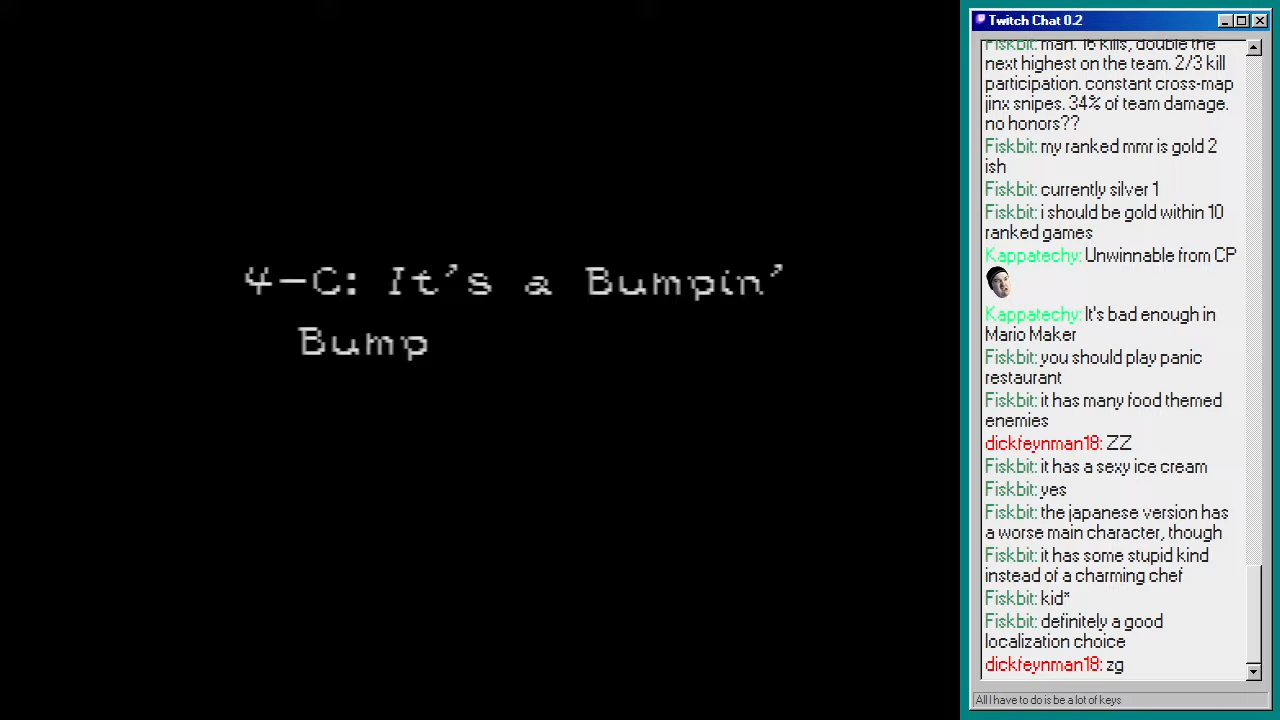 4-C: It's a Bumpin'
Bump
Twitch Chat 0.2
Fiskbit: man. 16 kills, double the
next highest on the team. 2/3 kill
participation. constant cross-map
jinx snipes. 34% of team damage.
no honors??
Fiskbit: my ranked mmr is gold 2
ish
Fiskbit: currently silver 1
Fiskbit: i should be gold within 10
ranked games
Kappatechy: Unwinnable from CP
Kappatechy: It's bad enough in
Mario Maker
Fiskbit: you should play panic
restaurant
Fiskbit: it has many food themed
enemies
dickfeynman18: ZZ
Fiskbit: it has a sexy ice cream
Fiskbit: yes
Fiskbit: the japanese version has
a worse main character, though
Fiskbit: it has some stupid kind
instead of a charming chef
Fiskbit: kid*
Fiskbit: definitely a good
localization choice
dickfeynman18: zg
All I have to do is be a lot of keys